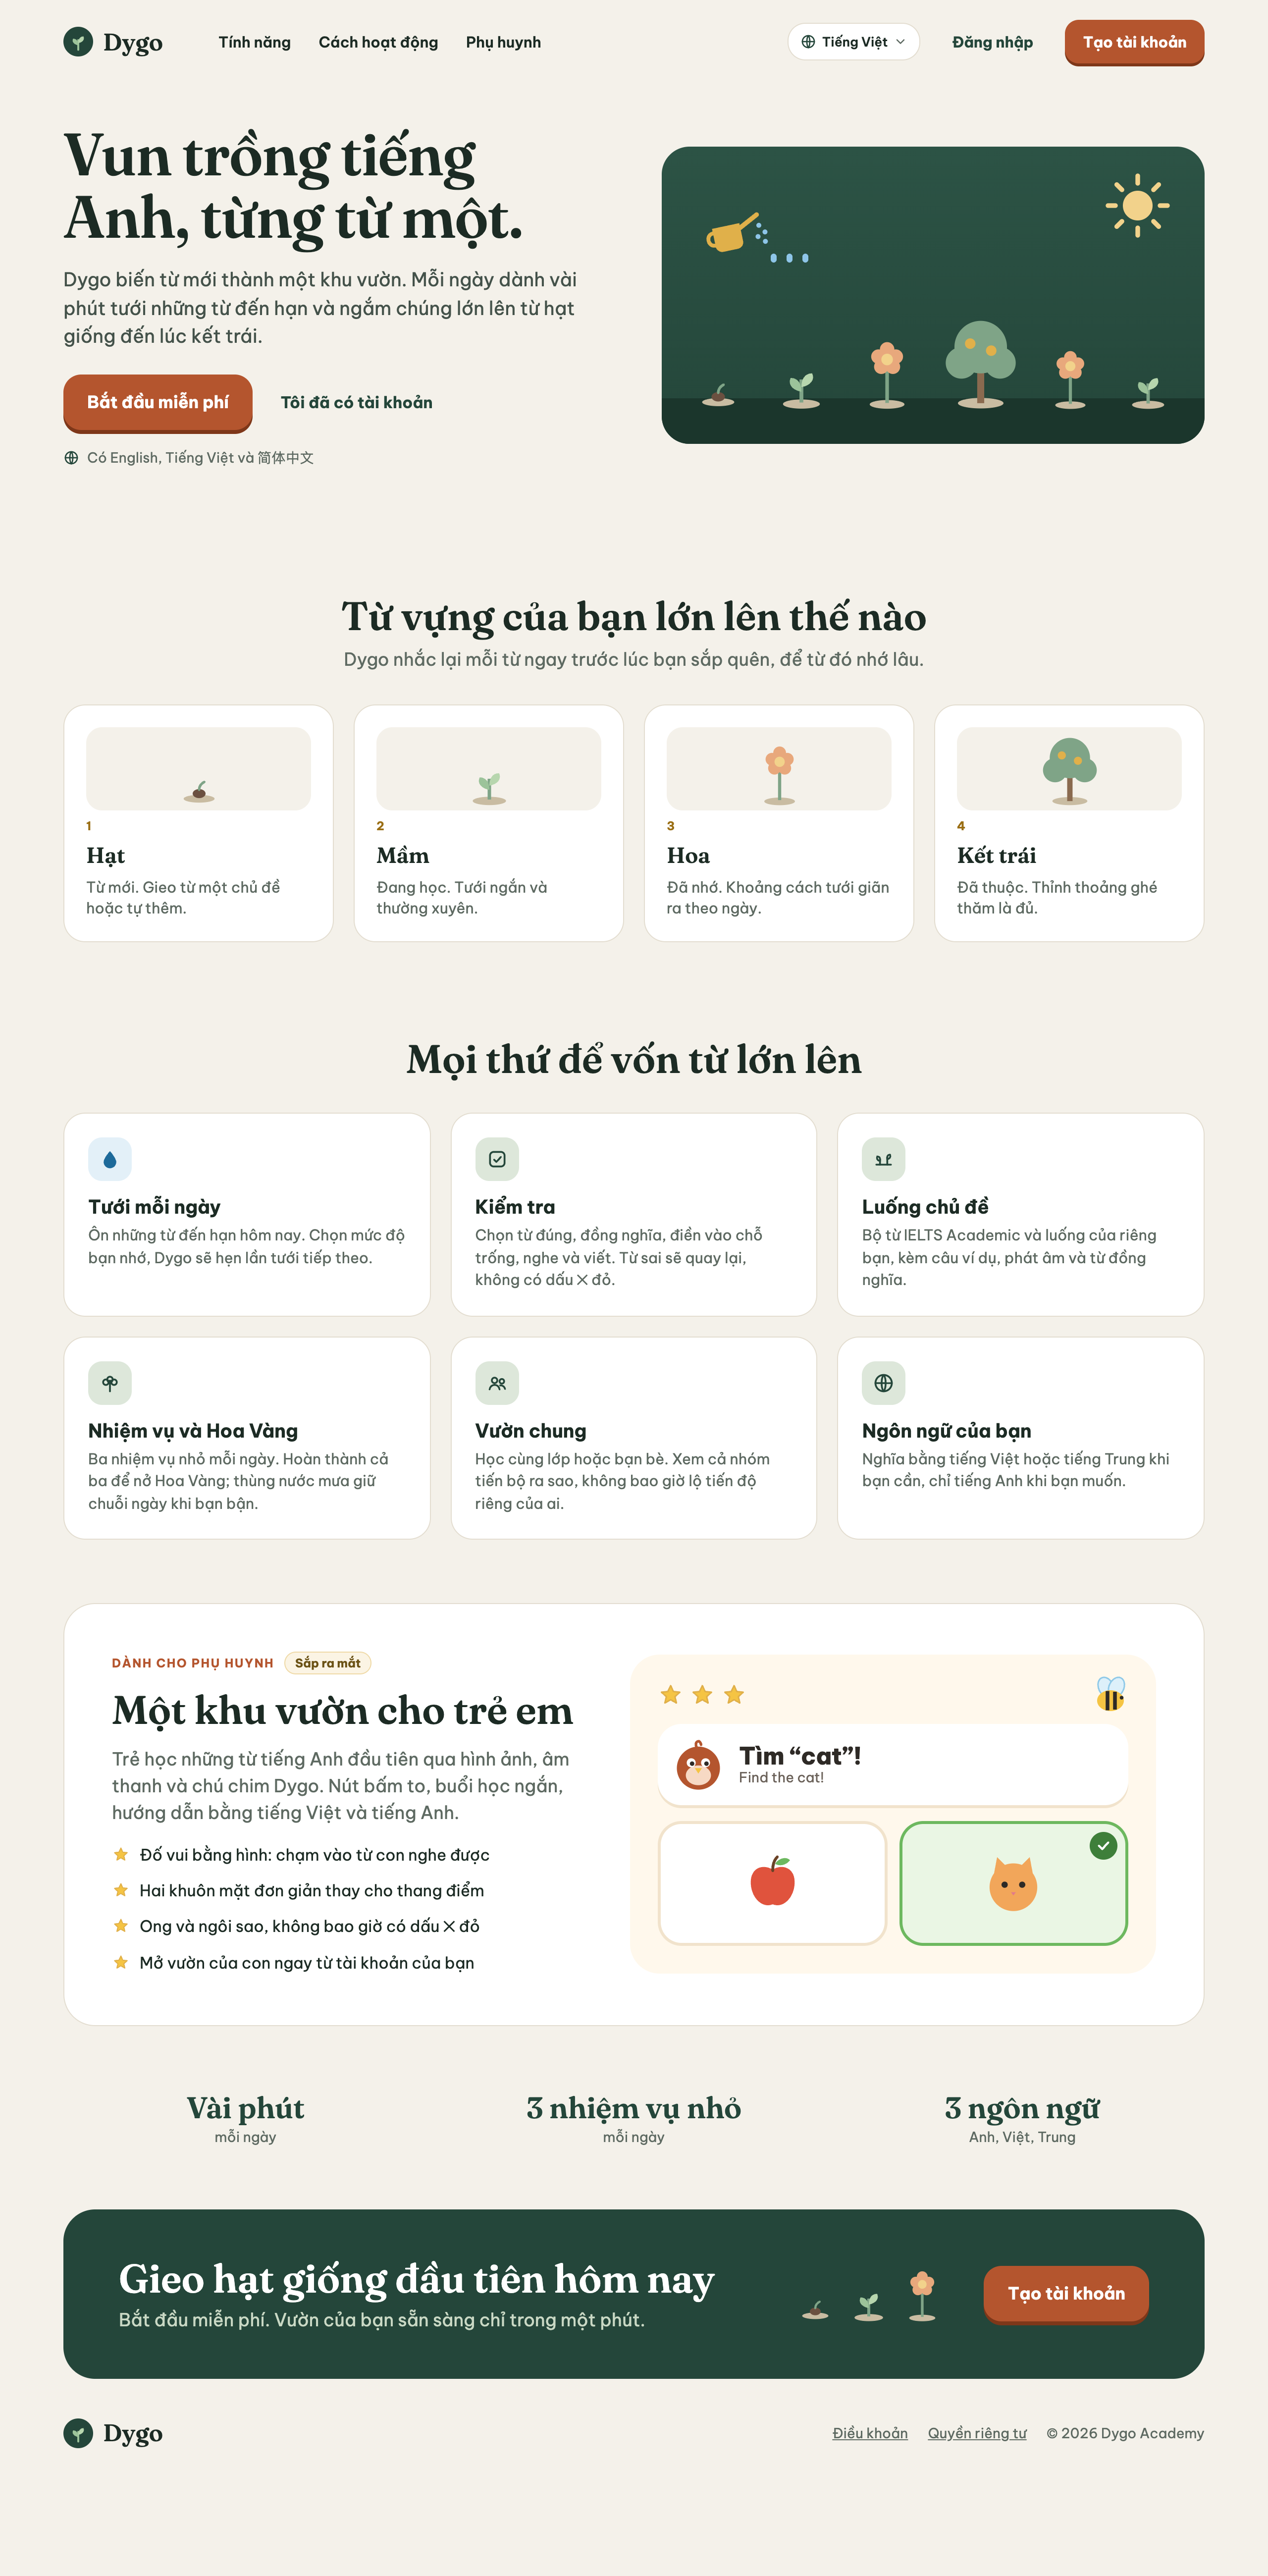 Dygo
Tính năng
Cách hoạt động
Phụ huynh
Tiếng Việt
Đăng nhập
Tạo tài khoản
Vun trồng tiếng
Anh, từng từ một.
Dygo biến từ mới thành một khu vườn. Mỗi ngày dành vài
phút tưới những từ đến hạn và ngắm chúng lớn lên từ hạt
giống đến lúc kết trái.
Bắt đầu miễn phí
Tôi đã có tài khoản
Có English, Tiếng Việt và 简体中文
Từ vựng của bạn lớn lên thế nào
Dygo nhắc lại mỗi từ ngay trước lúc bạn sắp quên, để từ đó nhớ lâu.
1
Hạt
Từ mới. Gieo từ một chủ đề
hoặc tự thêm.
2
Mầm
Đang học. Tưới ngắn và
thường xuyên.
3
Hoa
Đã nhớ. Khoảng cách tưới giãn
ra theo ngày.
4
Kết trái
Đã thuộc. Thỉnh thoảng ghé
thăm là đủ.
Mọi thứ để vốn từ lớn lên
Tưới mỗi ngày
Ôn những từ đến hạn hôm nay. Chọn mức độ
bạn nhớ, Dygo sẽ hẹn lần tưới tiếp theo.
Kiểm tra
Chọn từ đúng, đồng nghĩa, điền vào chỗ
trống, nghe và viết. Từ sai sẽ quay lại,
không có dấu ✕ đỏ.
Luống chủ đề
Bộ từ IELTS Academic và luống của riêng
bạn, kèm câu ví dụ, phát âm và từ đồng
nghĩa.
Nhiệm vụ và Hoa Vàng
Ba nhiệm vụ nhỏ mỗi ngày. Hoàn thành cả
ba để nở Hoa Vàng; thùng nước mưa giữ
chuỗi ngày khi bạn bận.
Vườn chung
Học cùng lớp hoặc bạn bè. Xem cả nhóm
tiến bộ ra sao, không bao giờ lộ tiến độ
riêng của ai.
Ngôn ngữ của bạn
Nghĩa bằng tiếng Việt hoặc tiếng Trung khi
bạn cần, chỉ tiếng Anh khi bạn muốn.
DÀNH CHO PHỤ HUYNH
Sắp ra mắt
Một khu vườn cho trẻ em
Trẻ học những từ tiếng Anh đầu tiên qua hình ảnh, âm
thanh và chú chim Dygo. Nút bấm to, buổi học ngắn,
hướng dẫn bằng tiếng Việt và tiếng Anh.
Đố vui bằng hình: chạm vào từ con nghe được
Hai khuôn mặt đơn giản thay cho thang điểm
Ong và ngôi sao, không bao giờ có dấu ✕ đỏ
Mở vườn của con ngay từ tài khoản của bạn
Tìm “cat”!
Find the cat!
Vài phút
mỗi ngày
3 nhiệm vụ nhỏ
mỗi ngày
3 ngôn ngữ
Anh, Việt, Trung
Gieo hạt giống đầu tiên hôm nay
Bắt đầu miễn phí. Vườn của bạn sẵn sàng chỉ trong một phút.
Tạo tài khoản
Dygo
Điều khoản
Quyền riêng tư
© 2026 Dygo Academy